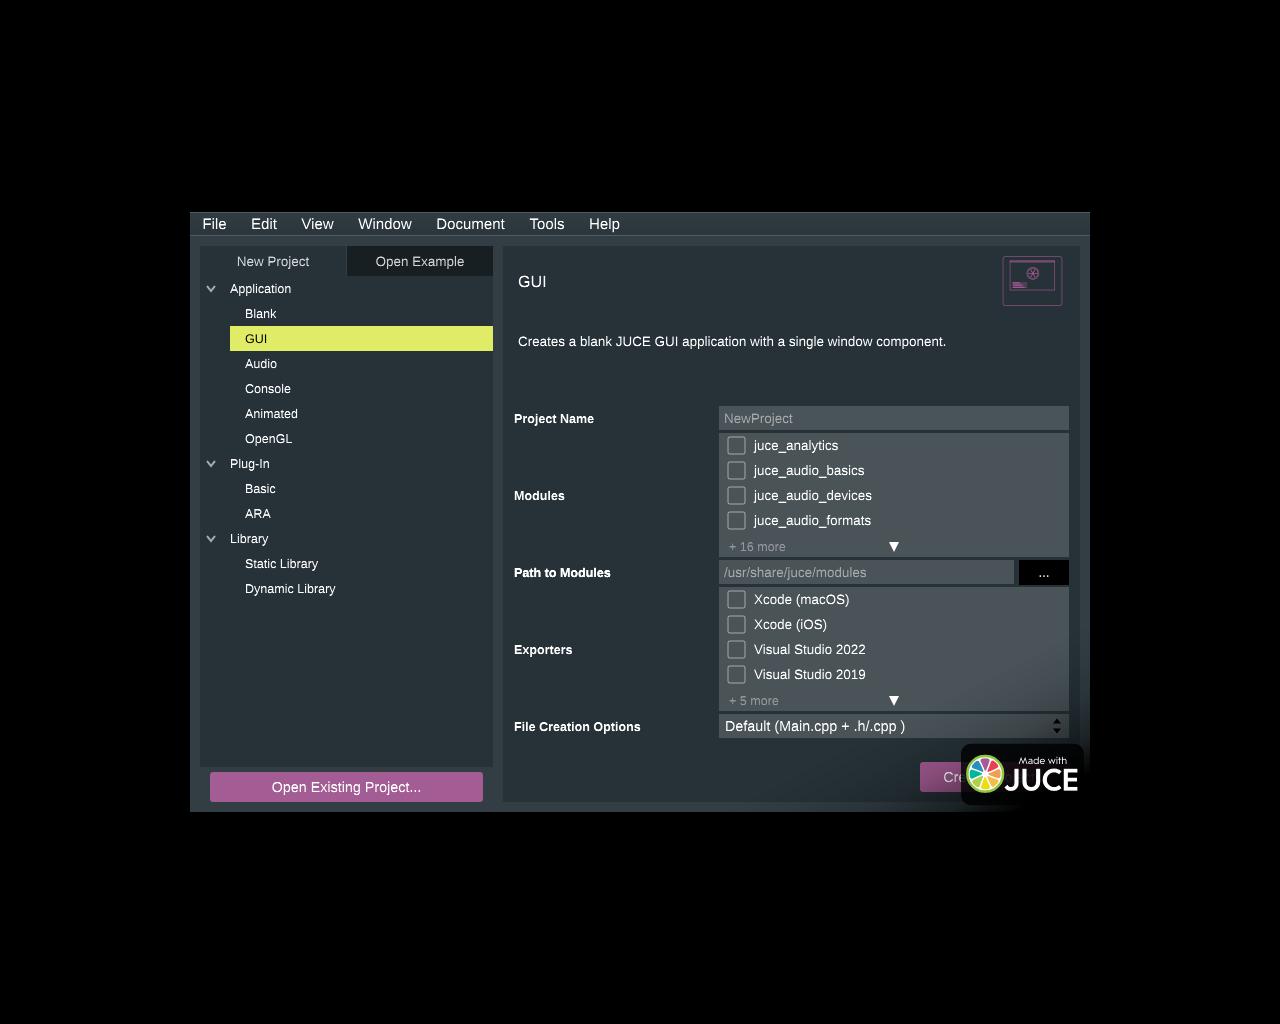 File Edit View Window Document Tools Help
New Project Open Example
Application
Blank
GUI
Audio
Console
Animated
OpenGL
Plug-In
Basic
ARA
Library
Static Library
Dynamic Library
Open Existing Project...
GUI
Creates a blank JUCE GUI application with a single window component.
Project Name NewProject
Modules
juce_analytics
juce_audio_basics
juce_audio_devices
juce_audio_formats
+ 16 more
Path to Modules /usr/share/juce/modules ...
Exporters
Xcode (macOS)
Xcode (iOS)
Visual Studio 2022
Visual Studio 2019
+ 5 more
File Creation Options Default (Main.cpp + .h/.cpp )
Made with
JUCE